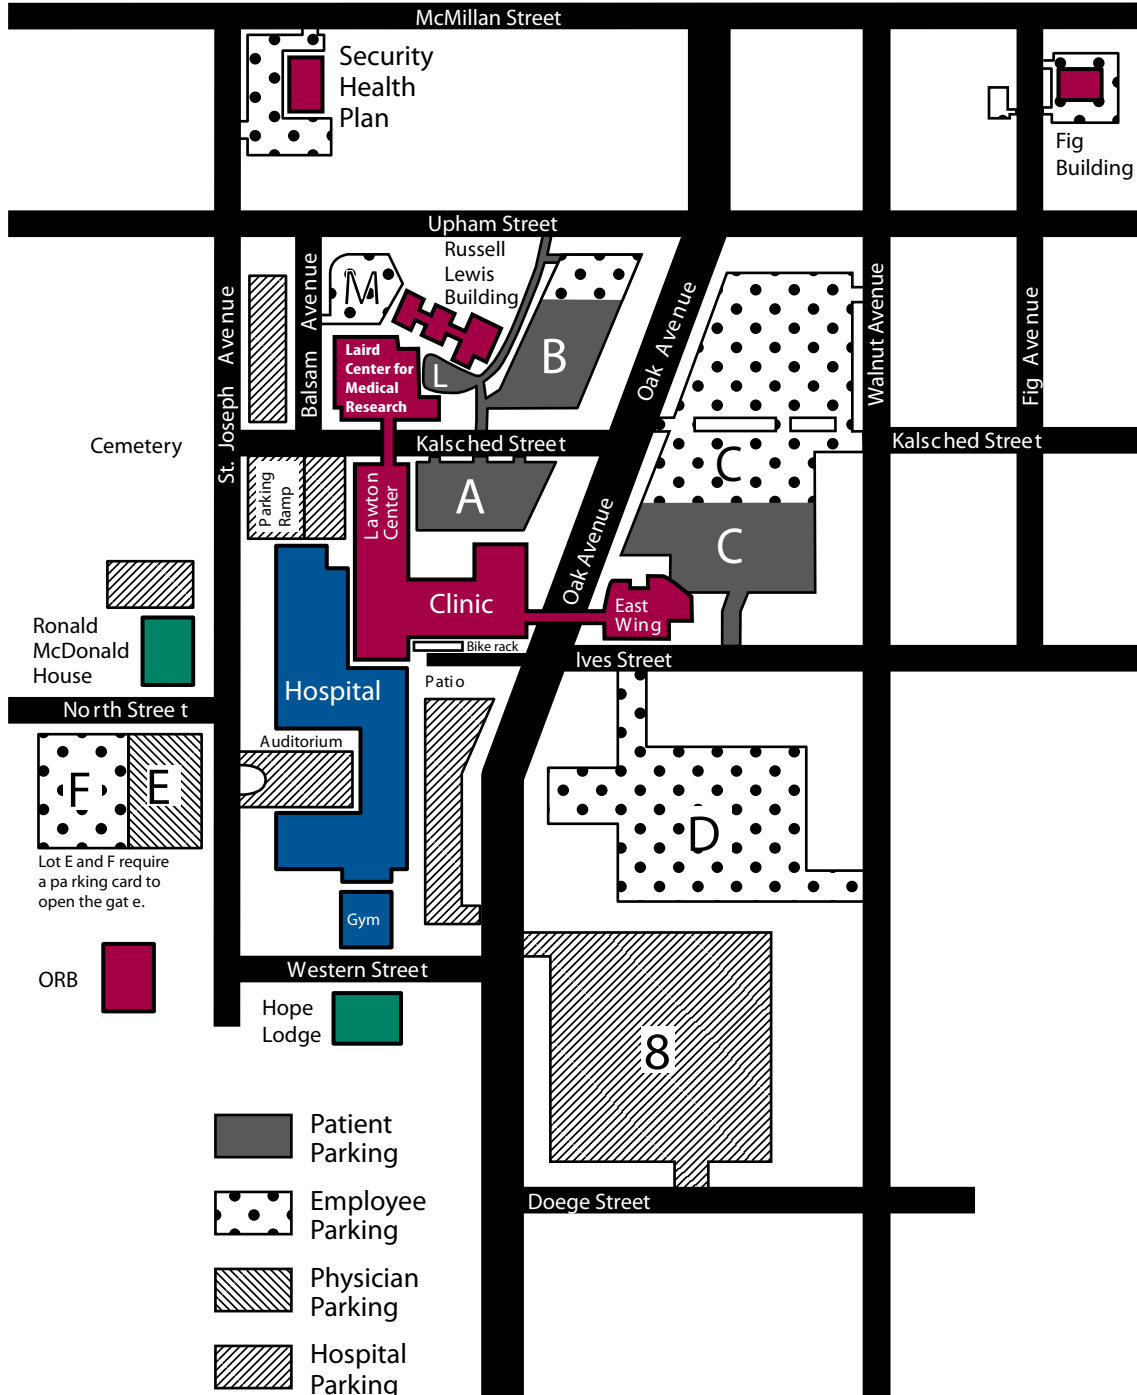 McMillan Street
Security
Health
Plan
Fig
Building
Upham Street
Russell
Lewis
Building
M
St. Joseph Avenue
Balsam Avenue
Oak Avenue
Walnut Avenue
Fig Avenue
Laird
Center for
Medical
Research
L
B
Cemetery
Kalsched Street
Kalsched Street
C
Parking
Ramp
Lawton
Center
A
Oak Avenue
C
Clinic
East
Wing
Ronald
McDonald
House
Bike rack
Ives Street
Patio
Hospital
North Street
Auditorium
F
E
D
Lot E and F require
a pa rking card to
open the gat e.
Gym
ORB
Western Street
Hope
Lodge
8
Patient
Parking
Doege Street
Employee
Parking
Physician
Parking
Hospital
Parking